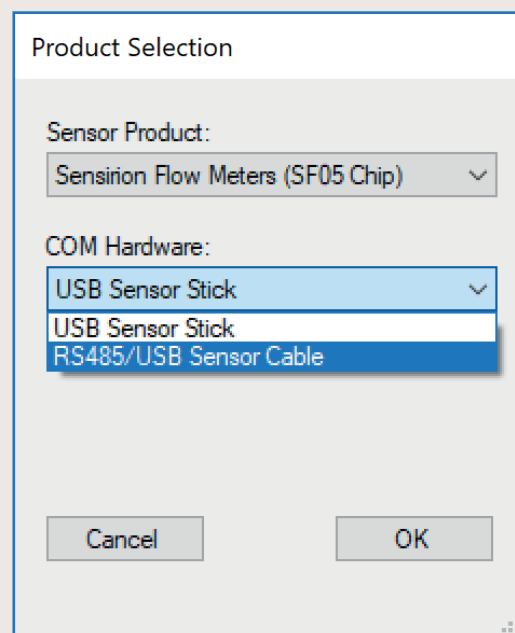 Product Selection
Sensor Product:
Sensirion Flow Meters (SF05 Chip)
COM Hardware:
USB Sensor Stick
USB Sensor Stick
RS485/USB Sensor Cable
Cancel OK